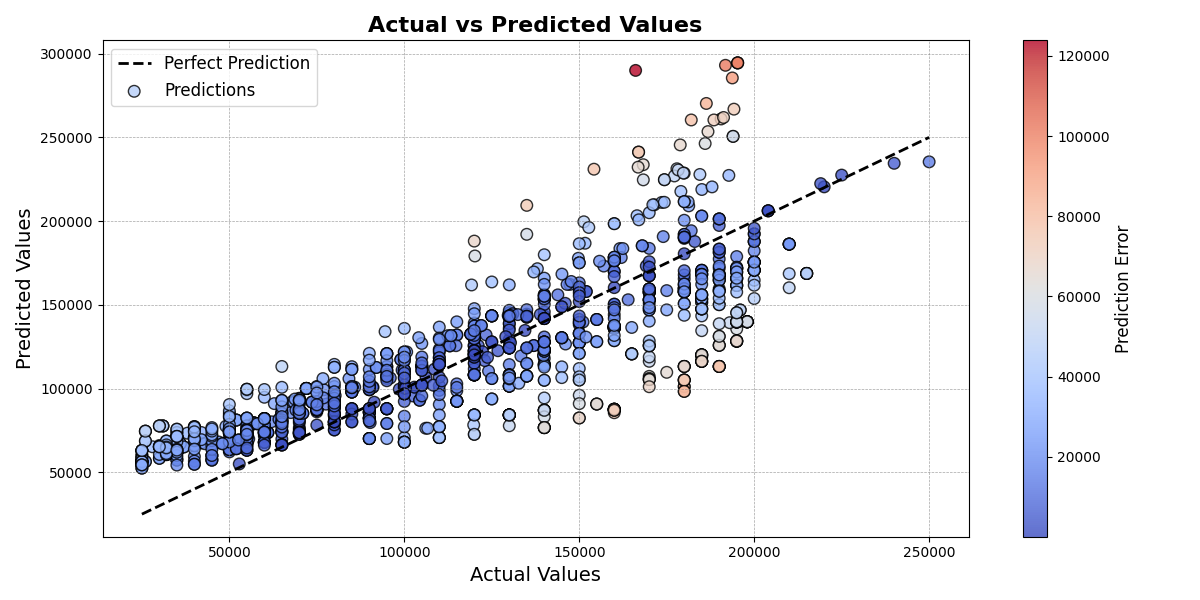 Actual vs Predicted Values
Perfect Prediction
Predictions
Predicted Values
300000
250000
200000
150000
100000
50000
50000
100000
150000
200000
250000
Actual Values
120000
100000
80000
60000
40000
20000
Prediction Error